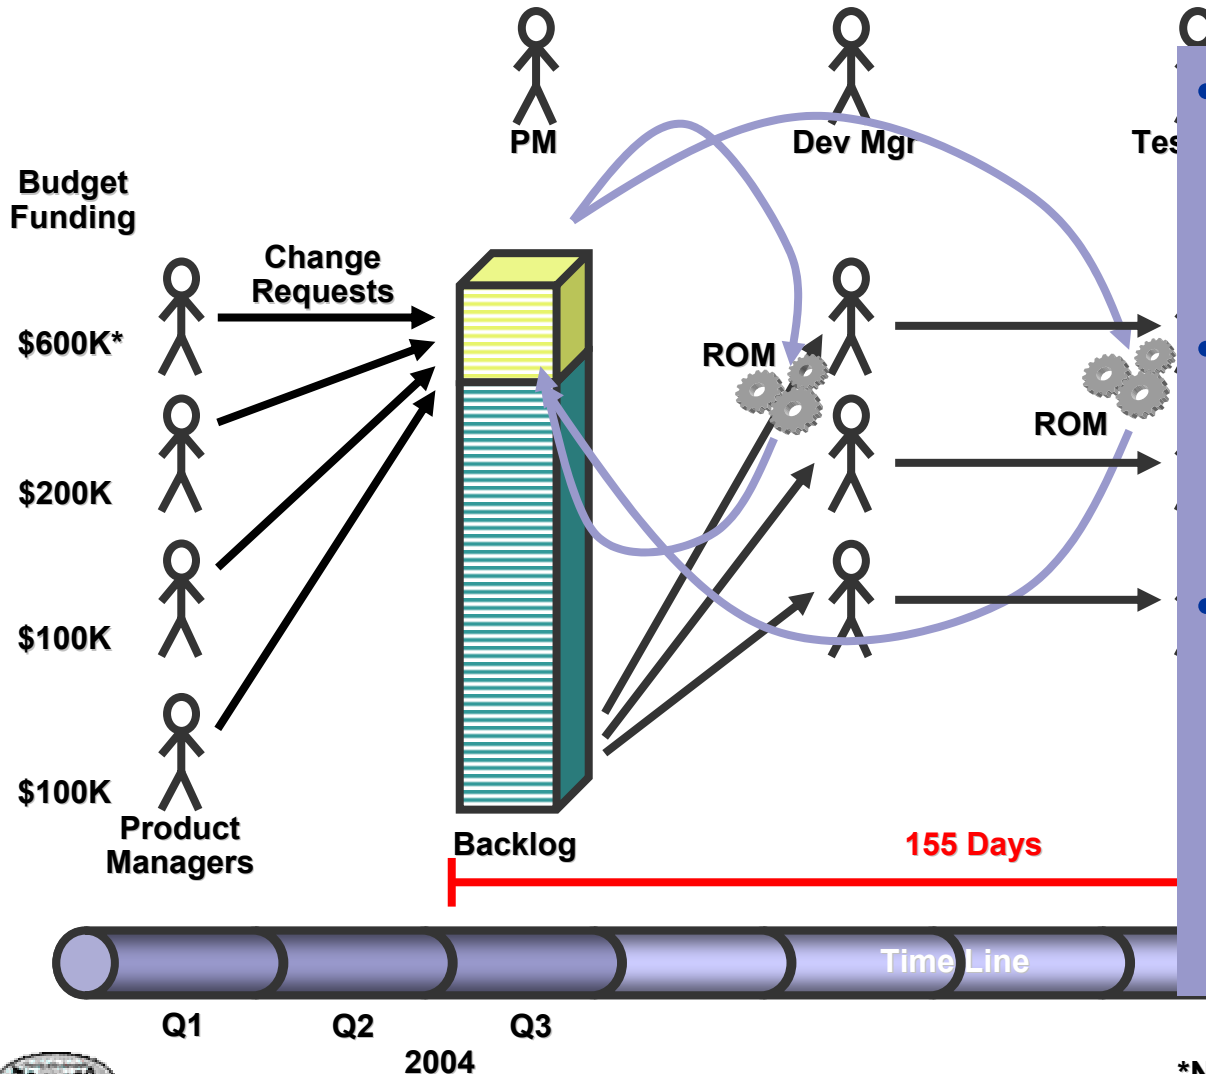 PM
Dev Mgr
Budget
Funding
Change
Requests
$600K*
ROM
ROM
$200K
$100K
$100K
Product
Managers
Backlog
155 Days
Time Line
Q1
Q2
Q3
2004